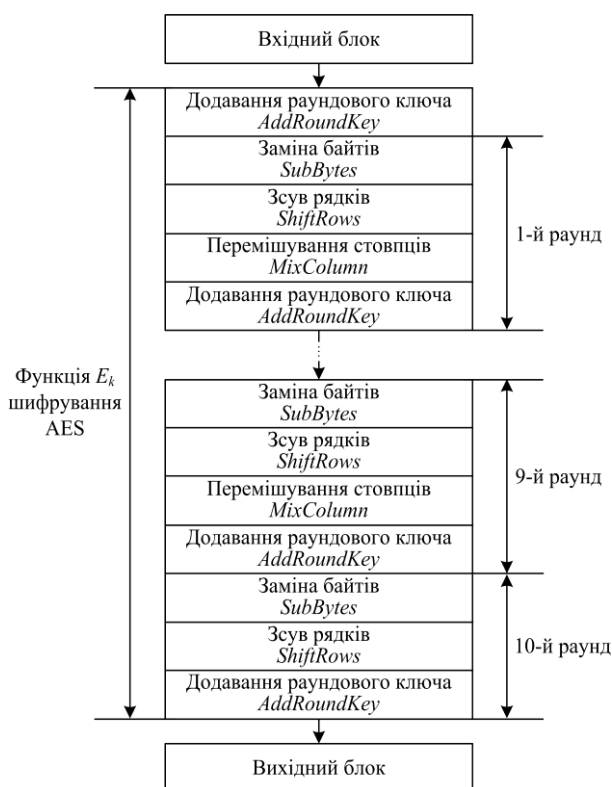 Вхідний блок
Додавання раундового ключа
AddRoundKey
Заміна байтів
SubBytes
Зсув рядків
ShiftRows
Перемішування стовпців
MixColumn
Додавання раундового ключа
AddRoundKey
1-й раунд
Функція Ek
шифрування
AES
Заміна байтів
SubBytes
Зсув рядків
ShiftRows
Перемішування стовпців
MixColumn
Додавання раундового ключа
AddRoundKey
9-й раунд
Заміна байтів
SubBytes
Зсув рядків
ShiftRows
Додавання раундового ключа
AddRoundKey
10-й раунд
Вихідний блок